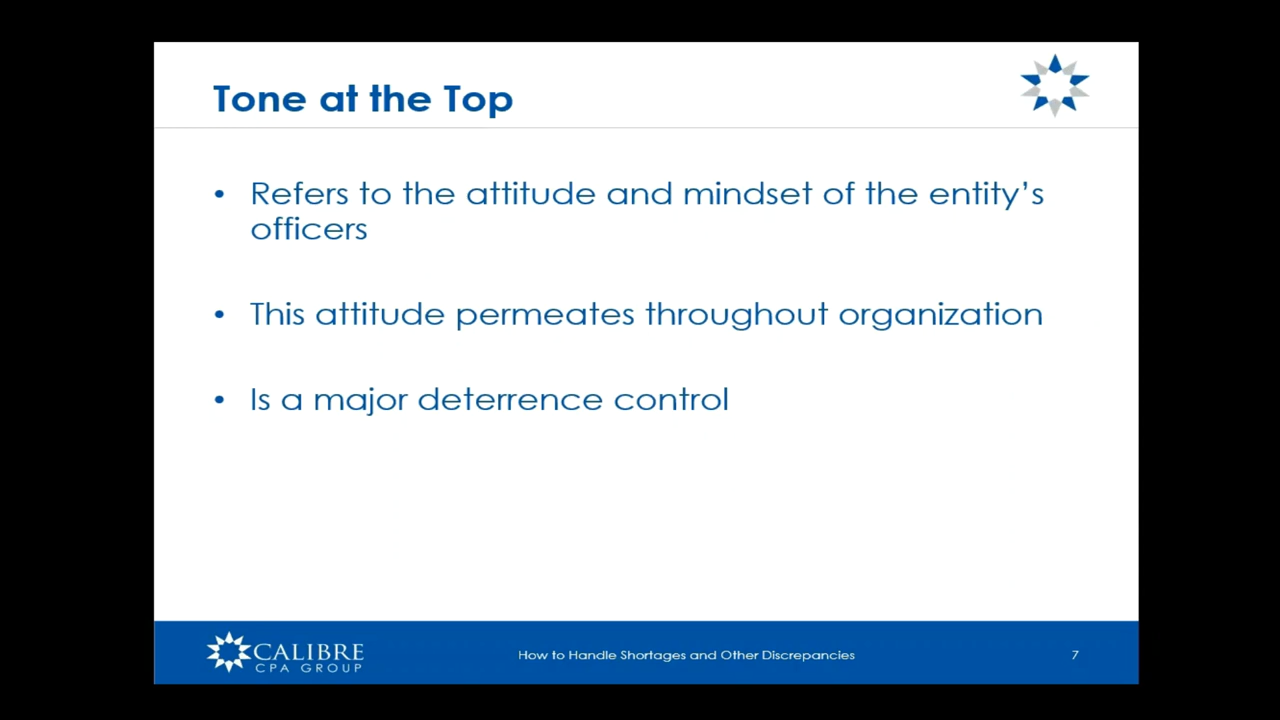 Tone at the Top
• Refers to the attitude and mindset of the entity’s
officers
• This attitude permeates throughout organization
• Is a major deterrence control
CALIBRE
CPA GROUP
How to Handle Shortages and Other Discrepancies
7